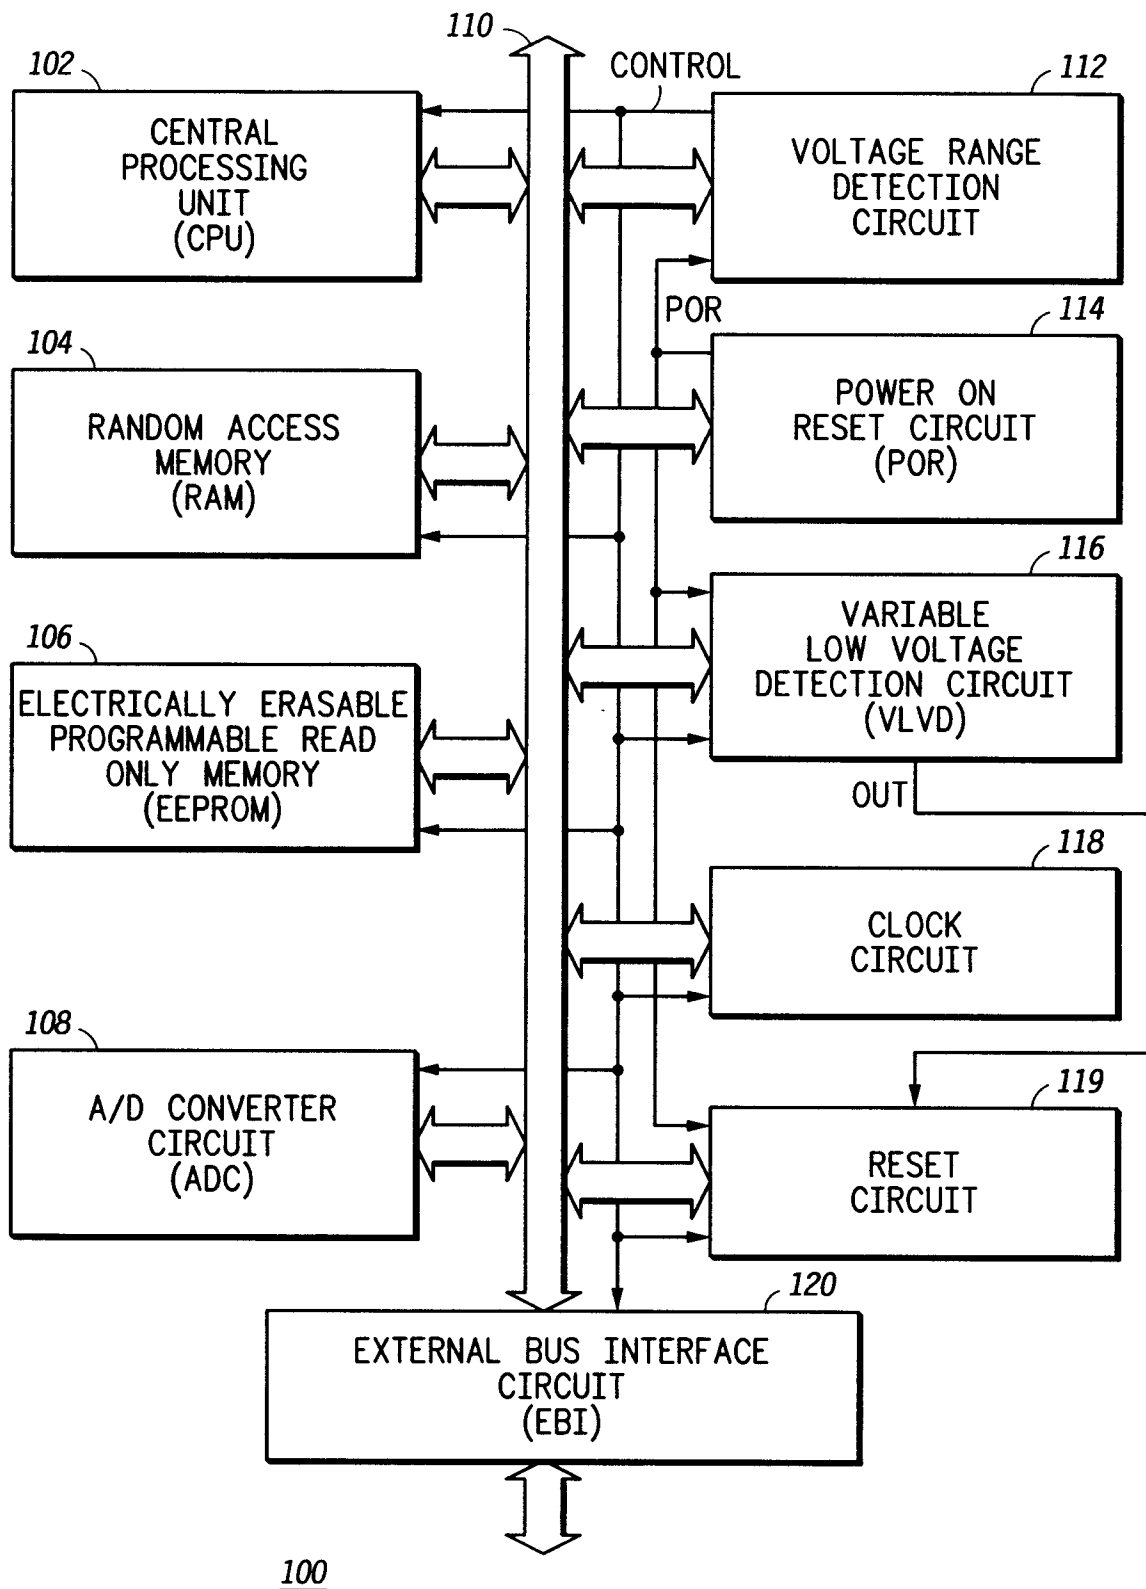 110
102
CONTROL
112
CENTRAL
PROCESSING
UNIT
(CPU)
VOLTAGE RANGE
DETECTION
CIRCUIT
POR
114
104
RANDOM ACCESS
MEMORY
(RAM)
POWER ON
RESET CIRCUIT
(POR)
116
VARIABLE
LOW VOLTAGE
DETECTION CIRCUIT
(VLVD)
106
ELECTRICALLY ERASABLE
PROGRAMMABLE READ
ONLY MEMORY
(EEPROM)
OUT
118
CLOCK
CIRCUIT
108
A/D CONVERTER
CIRCUIT
(ADC)
119
RESET
CIRCUIT
120
EXTERNAL BUS INTERFACE
CIRCUIT
(EBI)
100